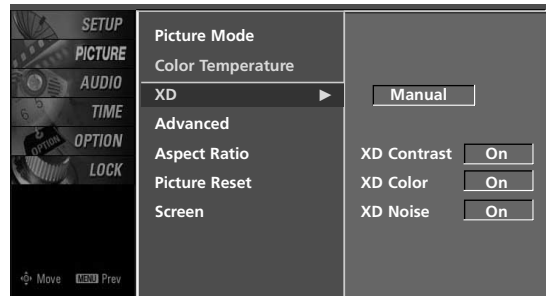 SETUP
PICTURE
AUDIO
TIME
OPTION
LOCK
Move MENU Prev
Picture Mode
Color Temperature
XD ▶
Advanced
Aspect Ratio
Picture Reset
Screen
Manual
XD Contrast On
XD Color On
XD Noise On